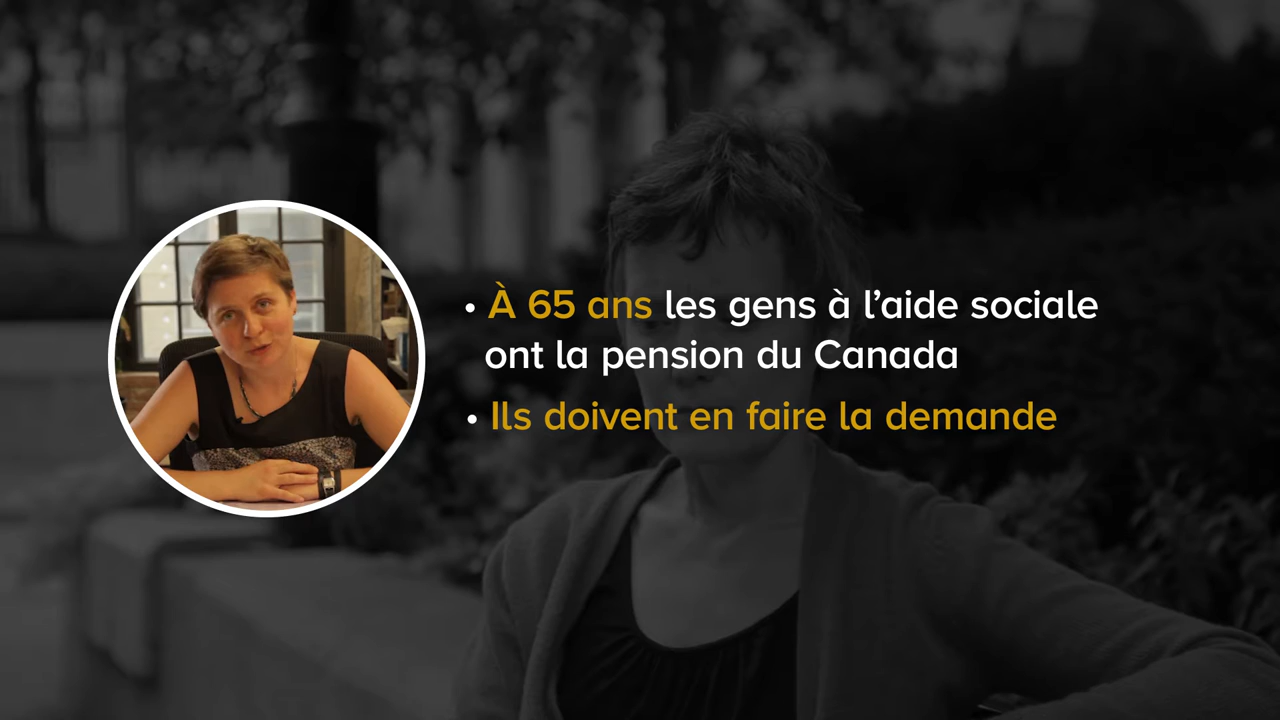 • À 65 ans les gens à l’aide sociale
ont la pension du Canada
• Ils doivent en faire la demande